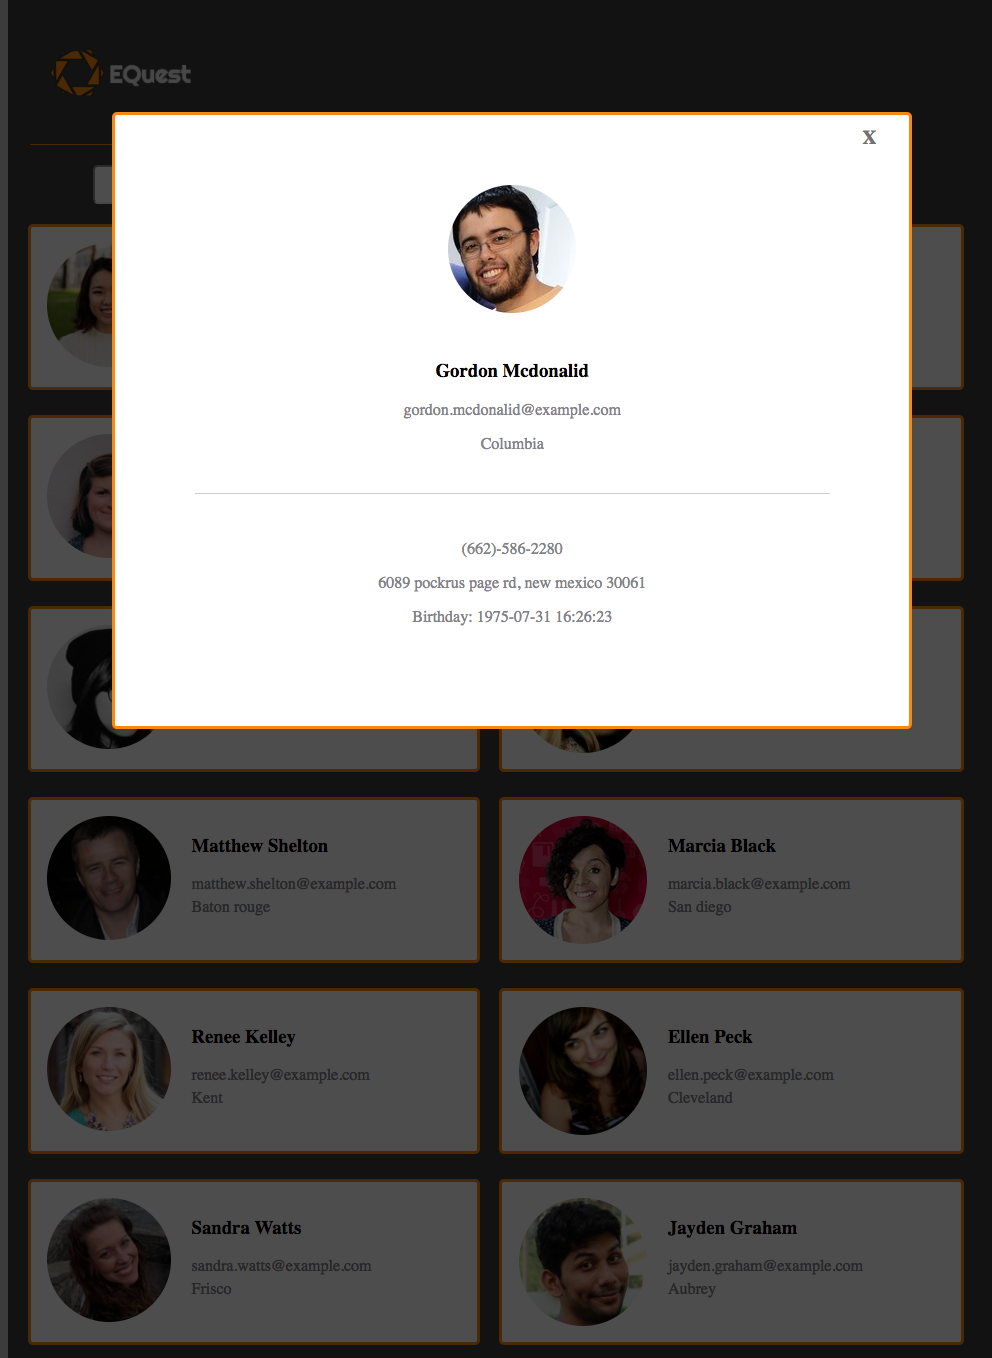 EQuest
X
Gordon Mcdonalid
gordon.mcdonalid@example.com
Columbia
(662)-586-2280
6089 pockrus page rd, new mexico 30061
Birthday: 1975-07-31 16:26:23
Matthew Shelton
matthew.shelton@example.com
Baton rouge
Marcia Black
marcia.black@example.com
San diego
Renee Kelley
renee.kelley@example.com
Kent
Ellen Peck
ellen.peck@example.com
Cleveland
Sandra Watts
sandra.watts@example.com
Frisco
Jayden Graham
jayden.graham@example.com
Aubrey